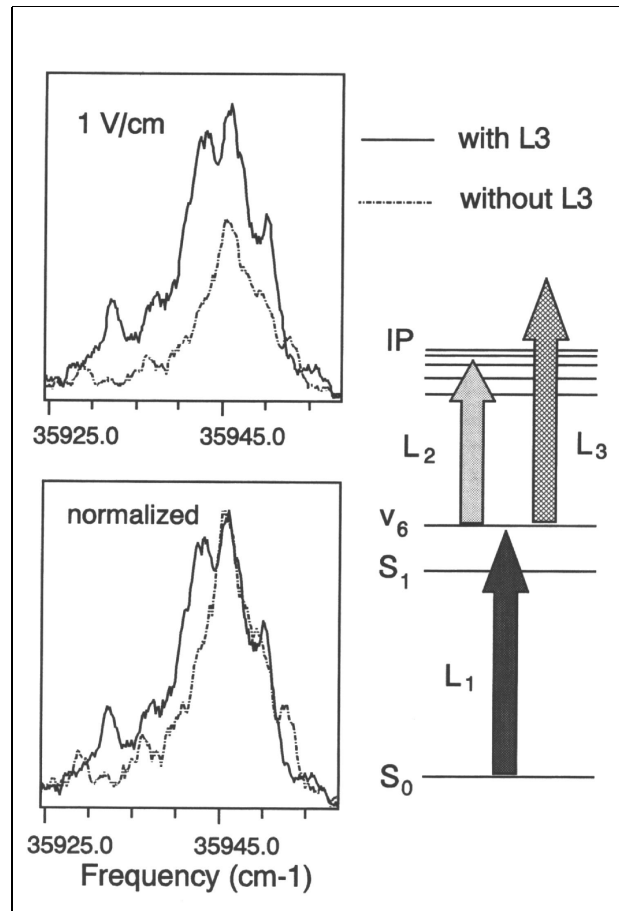 1 V/cm
with L3
without L3
35925.0 35945.0
IP
L2
L3
v6
S1
L1
S0
normalized
35925.0 35945.0
Frequency (cm-1)